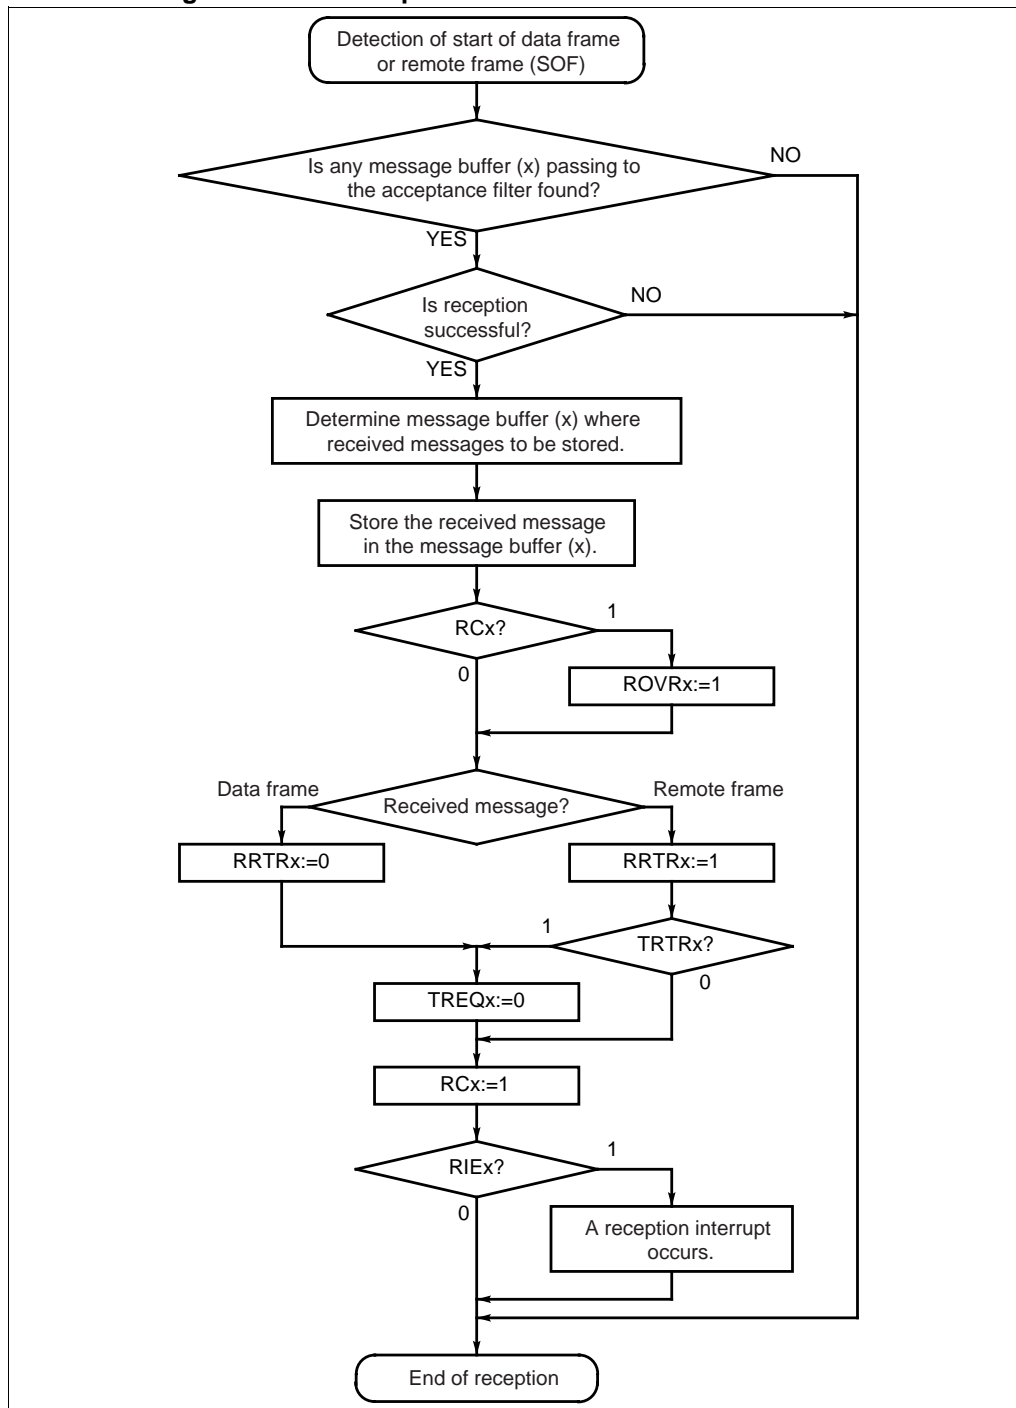 Detection of start of data frame
or remote frame (SOF)
Is any message buffer (x) passing to
the acceptance filter found?
NO
YES
Is reception
successful?
NO
YES
Determine message buffer (x) where
received messages to be stored.
Store the received message
in the message buffer (x).
RCx?
1
0
ROVRx:=1
Data frame
Received message?
Remote frame
RRTRx:=0
RRTRx:=1
1
TRTRx?
0
TREQx:=0
RCx:=1
RIEx?
1
0
A reception interrupt
occurs.
End of reception